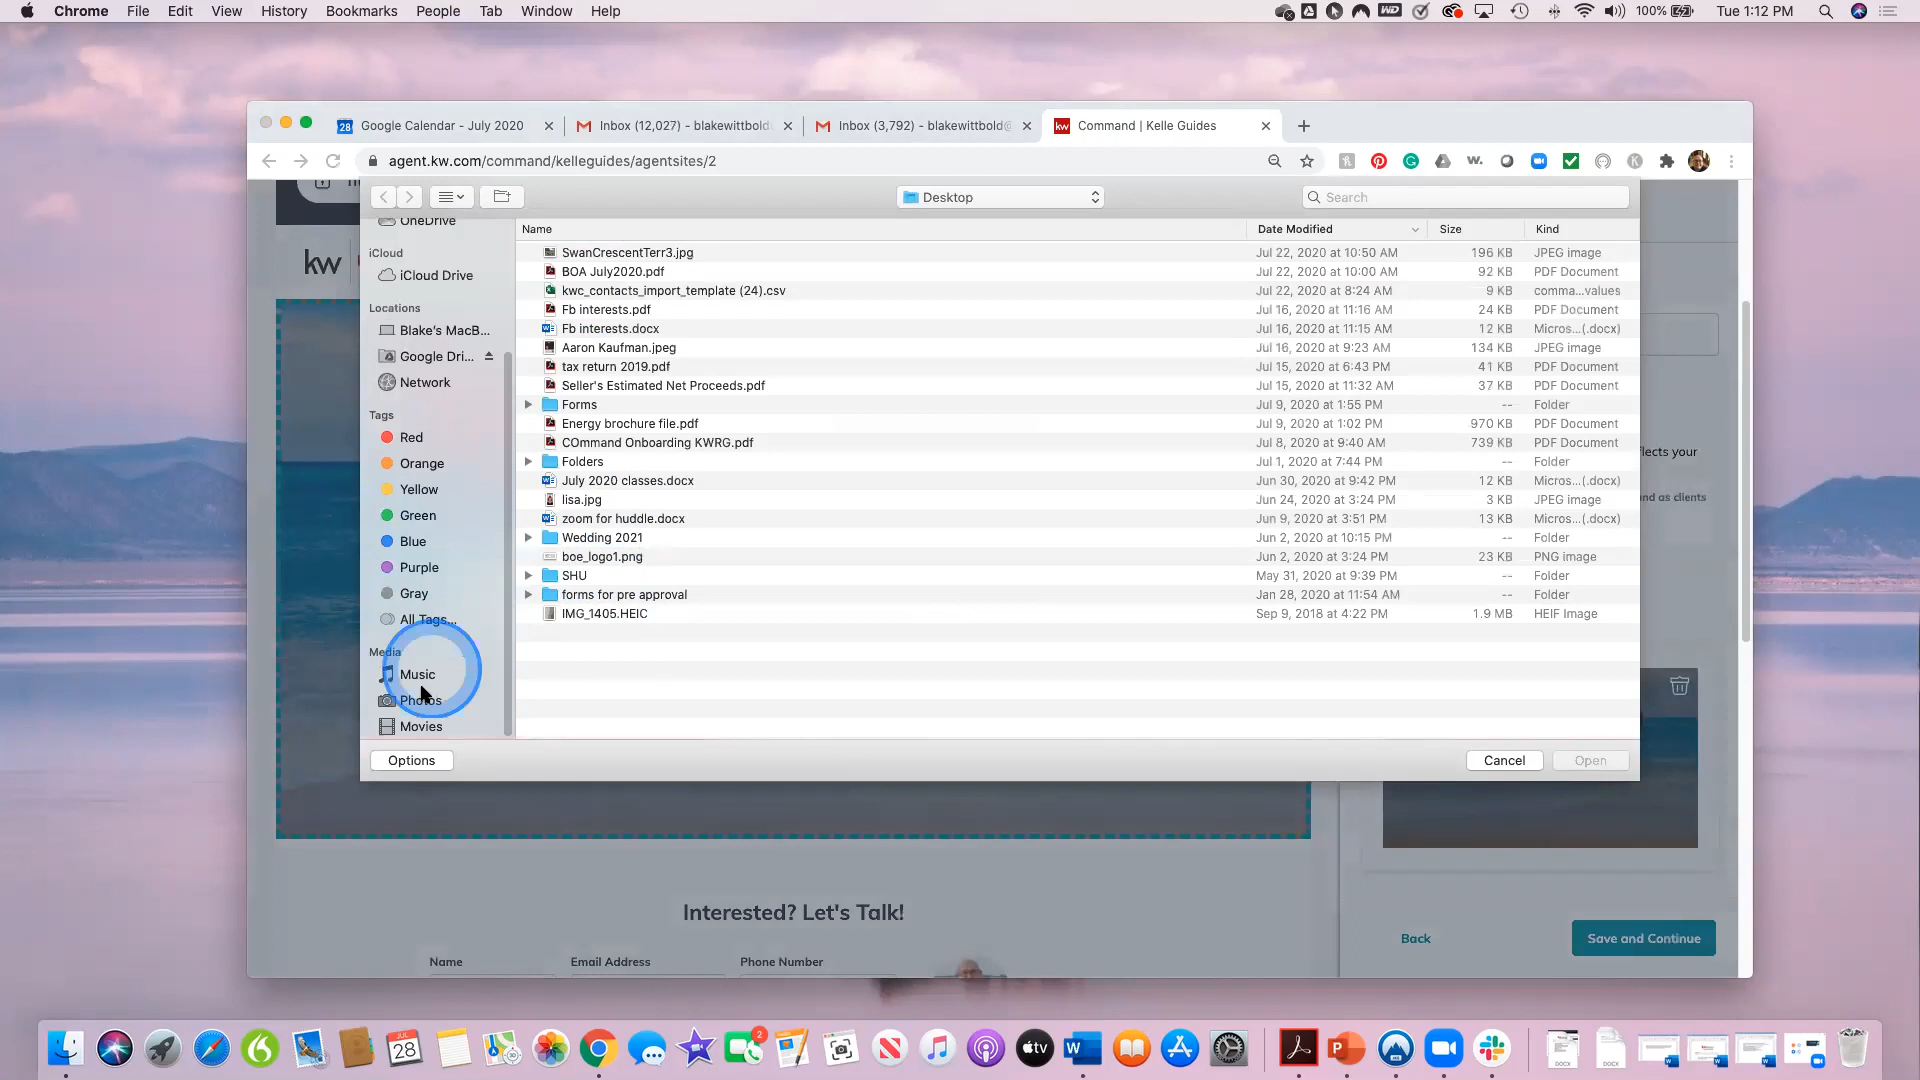 Chrome File Edit View History Bookmarks People Tab Window Help
100% Tue 1:12 PM
Google Calendar - July 2020
Inbox (12,027) - blakewittbold
Inbox (3,792) - blakewittbold@
Command | Kelle Guides
agent.kw.com/command/kelleguides/agentsites/2
Desktop
Search
OneDrive
iCloud
iCloud Drive
Locations
Blake's MacB...
Google Dri...
Network
Tags
Red
Orange
Yellow
Green
Blue
Purple
Gray
All Tags...
Media
Music
Photos
Movies
Name Date Modified Size Kind
SwanCrescentTerr3.jpg Jul 22, 2020 at 10:50 AM 196 KB JPEG image
BOA July2020.pdf Jul 22, 2020 at 10:00 AM 92 KB PDF Document
kwc_contacts_import_template (24).csv Jul 22, 2020 at 8:24 AM 9 KB comma...values
Fb interests.pdf Jul 16, 2020 at 11:16 AM 24 KB PDF Document
Fb interests.docx Jul 16, 2020 at 11:15 AM 12 KB Micros...(.docx)
Aaron Kaufman.jpeg Jul 16, 2020 at 9:23 AM 134 KB JPEG image
tax return 2019.pdf Jul 15, 2020 at 6:43 PM 41 KB PDF Document
Seller's Estimated Net Proceeds.pdf Jul 15, 2020 at 11:32 AM 37 KB PDF Document
Forms Jul 9, 2020 at 1:55 PM -- Folder
Energy brochure file.pdf Jul 9, 2020 at 1:02 PM 970 KB PDF Document
COmmand Onboarding KWRG.pdf Jul 8, 2020 at 9:40 AM 739 KB PDF Document
Folders Jul 1, 2020 at 7:44 PM -- Folder
July 2020 classes.docx Jun 30, 2020 at 9:42 PM 12 KB Micros...(.docx)
lisa.jpg Jun 24, 2020 at 3:24 PM 3 KB JPEG image
zoom for huddle.docx Jun 9, 2020 at 3:51 PM 13 KB Micros...(.docx)
Wedding 2021 Jun 2, 2020 at 10:15 PM -- Folder
boe_logo1.png Jun 2, 2020 at 3:24 PM 23 KB PNG image
SHU May 31, 2020 at 9:39 PM -- Folder
forms for pre approval Jan 28, 2020 at 11:54 AM -- Folder
IMG_1405.HEIC Sep 9, 2018 at 4:22 PM 1.9 MB HEIF Image
Options
Cancel
Open
kw
flects your
nd as clients
Interested? Let's Talk!
Name Email Address Phone Number
Back
Save and Continue
JUL
28
2
tv
DOCX
DOCX